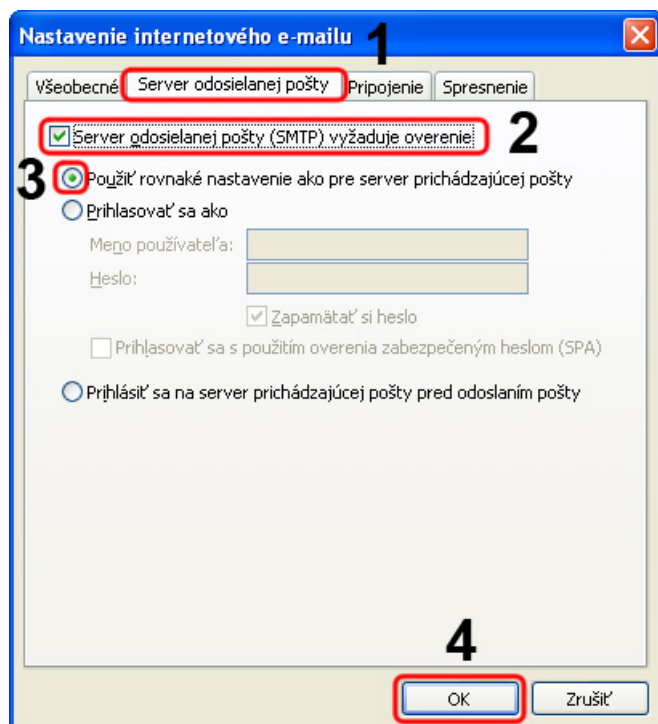 Nastavenie internetového e-mailu 1
Všeobecné Server odosielanej pošty Pripojenie Spresnenie
Server odosielanej pošty (SMTP) vyžaduje overenie 2
3 Použiť rovnaké nastavenie ako pre server prichádzajúcej pošty
Prihlasovať sa ako
Meno používateľa:
Heslo:
Zapamätať si heslo
Prihlasovať sa s použitím overenia zabezpečeným heslom (SPA)
Prihlásiť sa na server prichádzajúcej pošty pred odoslaním pošty
4
OK Zrušiť